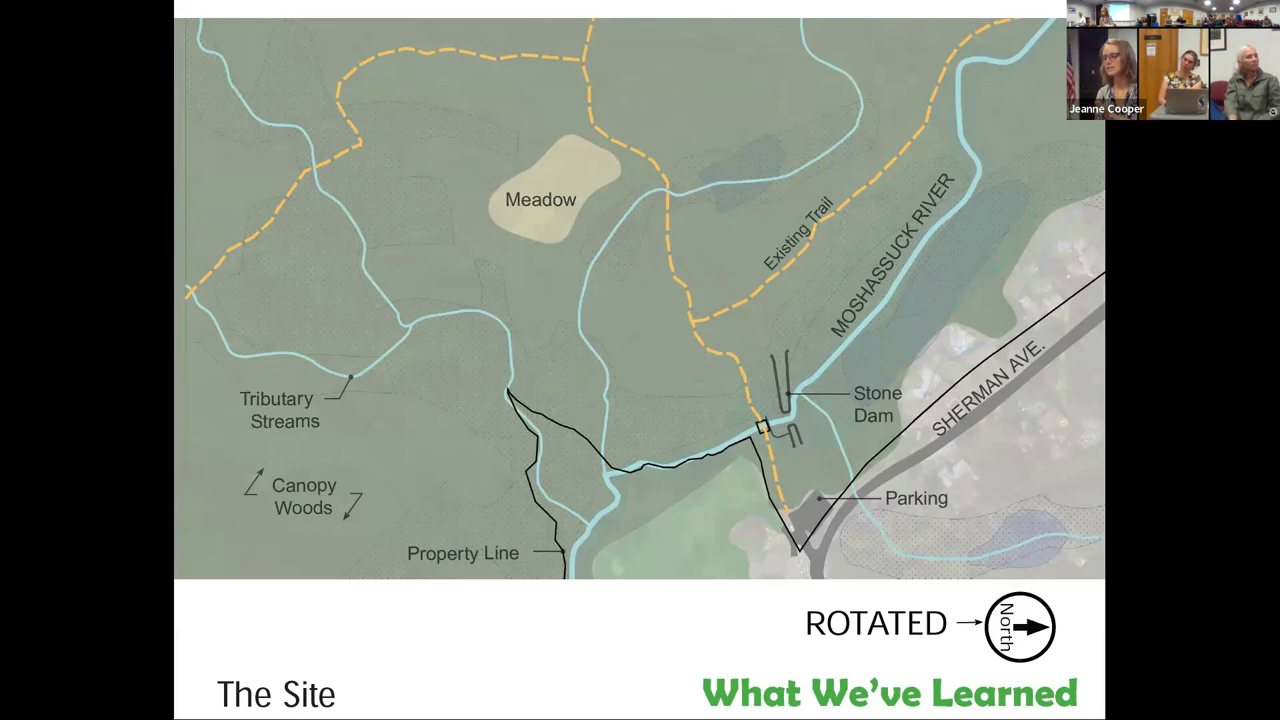 Jeanne Cooper
Meadow
Existing Trail
MOSHASSUCK RIVER
SHERMAN AVE.
Tributary
Streams
Stone
Dam
Canopy
Woods
Parking
Property Line
ROTATED
North
The Site
What We've Learned